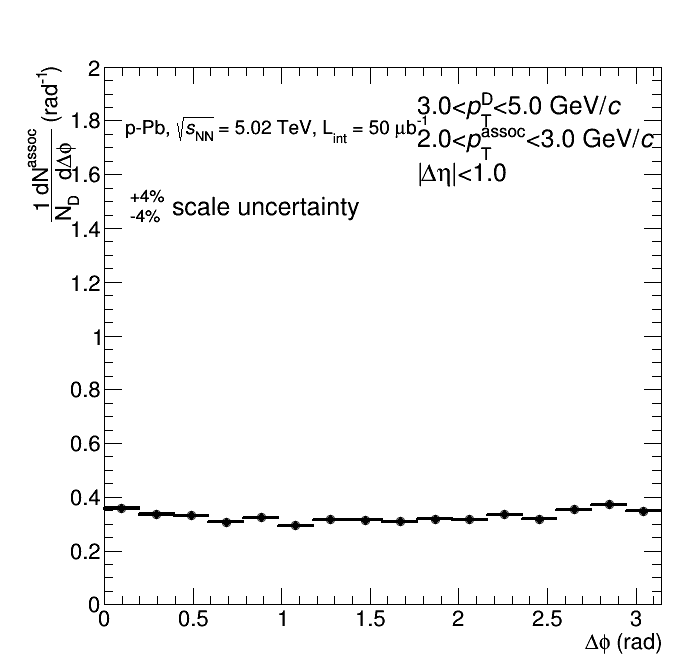 2
1.8
1.6
1.4
1.2
1
0.8
0.6
0.4
0.2
0
1 dN^assoc
N_D dΔϕ (rad^-1)
p-Pb, √s_NN = 5.02 TeV, L_int = 50 μb^-1
3.0<p_T^D<5.0 GeV/c
2.0<p_T^assoc<3.0 GeV/c
|Δη|<1.0
+4%
-4% scale uncertainty
0 0.5 1 1.5 2 2.5 3
Δϕ (rad)